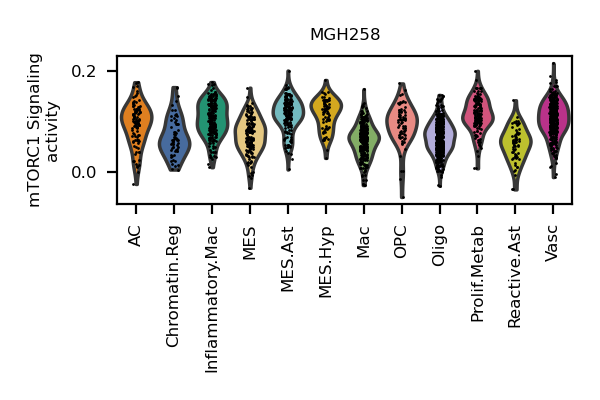 MGH258
mTORC1 Signaling
activity
0.2
0.0
AC
Chromatin.Reg
Inflammatory.Mac
MES
MES.Ast
MES.Hyp
Mac
OPC
Oligo
Prolif.Metab
Reactive.Ast
Vasc